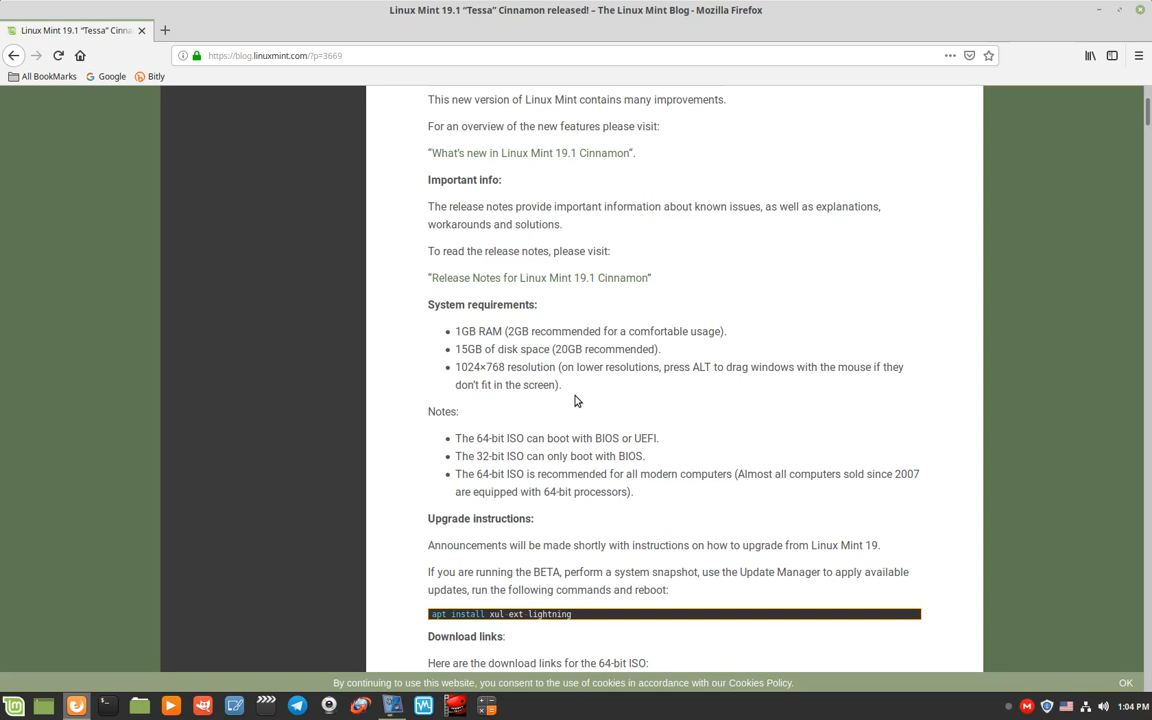 Linux Mint 19.1 “Tessa” Cinnamon released! – The Linux Mint Blog - Mozilla Firefox
Linux Mint 19.1 “Tessa” Cinna
https://blog.linuxmint.com/?p=3669
All BookMarks Google Bitly
This new version of Linux Mint contains many improvements.
For an overview of the new features please visit:
“What’s new in Linux Mint 19.1 Cinnamon“.
Important info:
The release notes provide important information about known issues, as well as explanations,
workarounds and solutions.
To read the release notes, please visit:
“Release Notes for Linux Mint 19.1 Cinnamon”
System requirements:
1GB RAM (2GB recommended for a comfortable usage).
15GB of disk space (20GB recommended).
1024×768 resolution (on lower resolutions, press ALT to drag windows with the mouse if they
don’t fit in the screen).
Notes:
The 64-bit ISO can boot with BIOS or UEFI.
The 32-bit ISO can only boot with BIOS.
The 64-bit ISO is recommended for all modern computers (Almost all computers sold since 2007
are equipped with 64-bit processors).
Upgrade instructions:
Announcements will be made shortly with instructions on how to upgrade from Linux Mint 19.
If you are running the BETA, perform a system snapshot, use the Update Manager to apply available
updates, run the following commands and reboot:
apt install xul-ext-lightning
Download links:
Here are the download links for the 64-bit ISO:
By continuing to use this website, you consent to the use of cookies in accordance with our Cookies Policy.
OK
1:04 PM